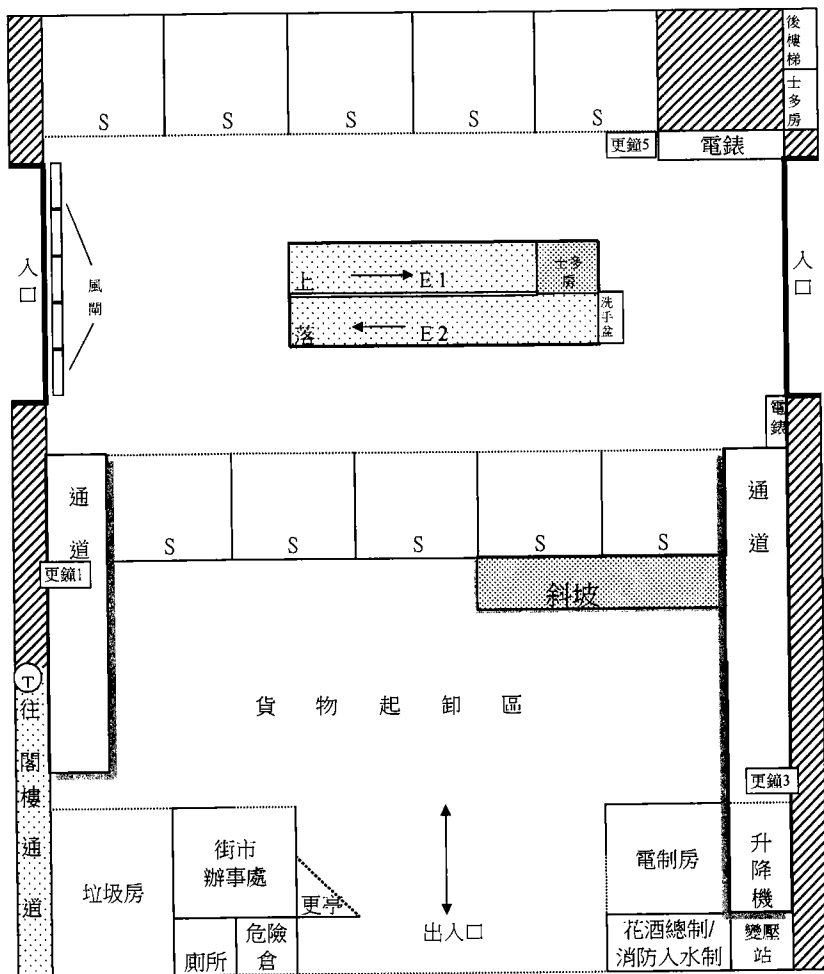 後樓梯
士多房
S S S S S
更鐘5
電錶
入口
風閘
上 E1
士多房
落 E2
洗手盆
入口
電錶
通道
S S S S S
通道
更鐘1
斜坡
T
往閣樓通道
貨物起卸區
更鐘3
垃圾房
街市
辦事處
更亭
出入口
電制房
升降機
廁所
危險
倉
花酒總制/
消防入水制
變壓
站